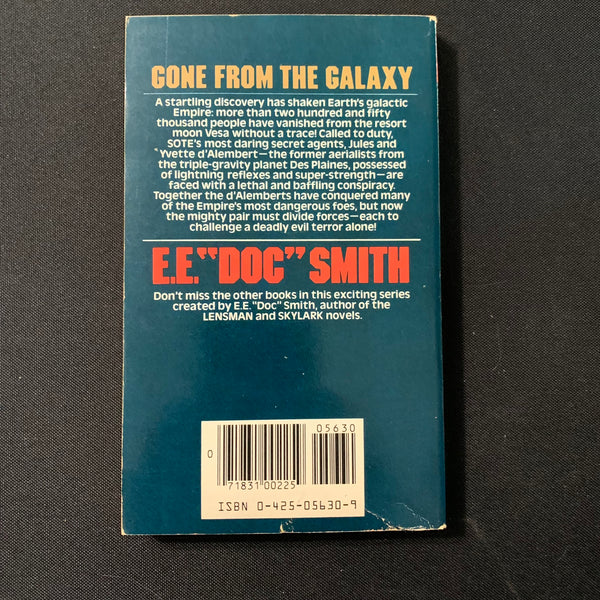 GONE FROM THE GALAXY
A startling discovery has shaken Earth's galactic
Empire: more than two hundred and fifty
thousand people have vanished from the resort
moon Vesa without a trace! Called to duty,
SOTE's most daring secret agents, Jules and
Yvette d'Alembert—the former aerialists from
the triple-gravity planet Des Plaines, possessed
of lightning reflexes and super-strength—are
faced with a lethal and baffling conspiracy.
Together the d'Alemberts have conquered many
of the Empire's most dangerous foes, but now
the mighty pair must divide forces—each to
challenge a deadly evil terror alone!
E.E. "DOC" SMITH
Don't miss the other books in this exciting series
created by E.E. "Doc" Smith, author of the
LENSMAN and SKYLARK novels.
05630
0
71831 00225
ISBN 0-425-05630-9